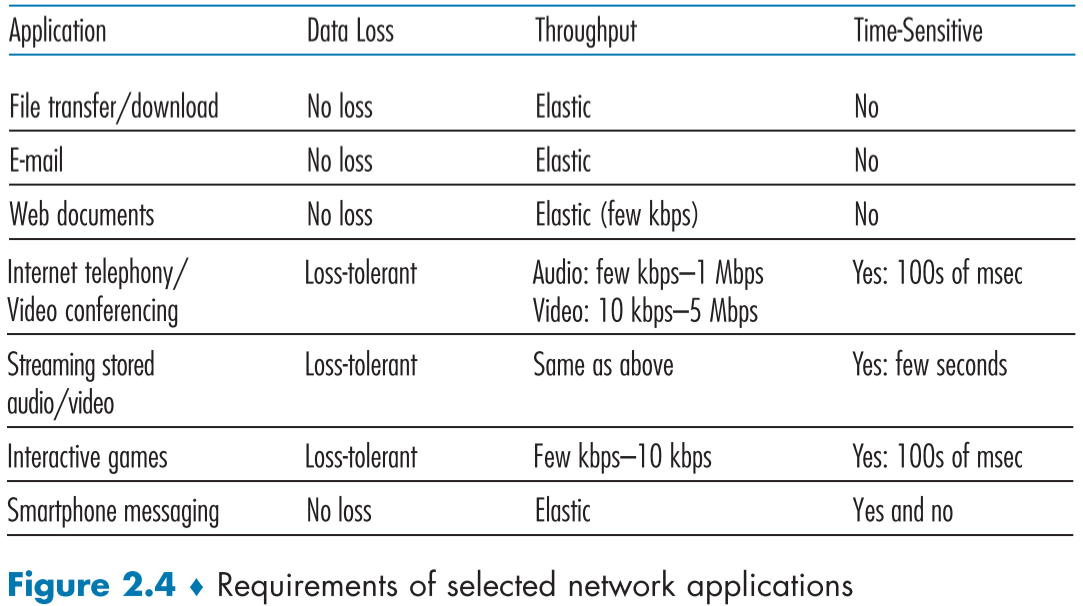 Application Data Loss Throughput Time-Sensitive
File transfer/download No loss Elastic No
E-mail No loss Elastic No
Web documents No loss Elastic (few kbps) No
Internet telephony/ Loss-tolerant Audio: few kbps–1 Mbps Yes: 100s of msec
Video conferencing Video: 10 kbps–5 Mbps
Streaming stored Loss-tolerant Same as above Yes: few seconds
audio/video
Interactive games Loss-tolerant Few kbps–10 kbps Yes: 100s of msec
Smartphone messaging No loss Elastic Yes and no
Figure 2.4 ♦ Requirements of selected network applications